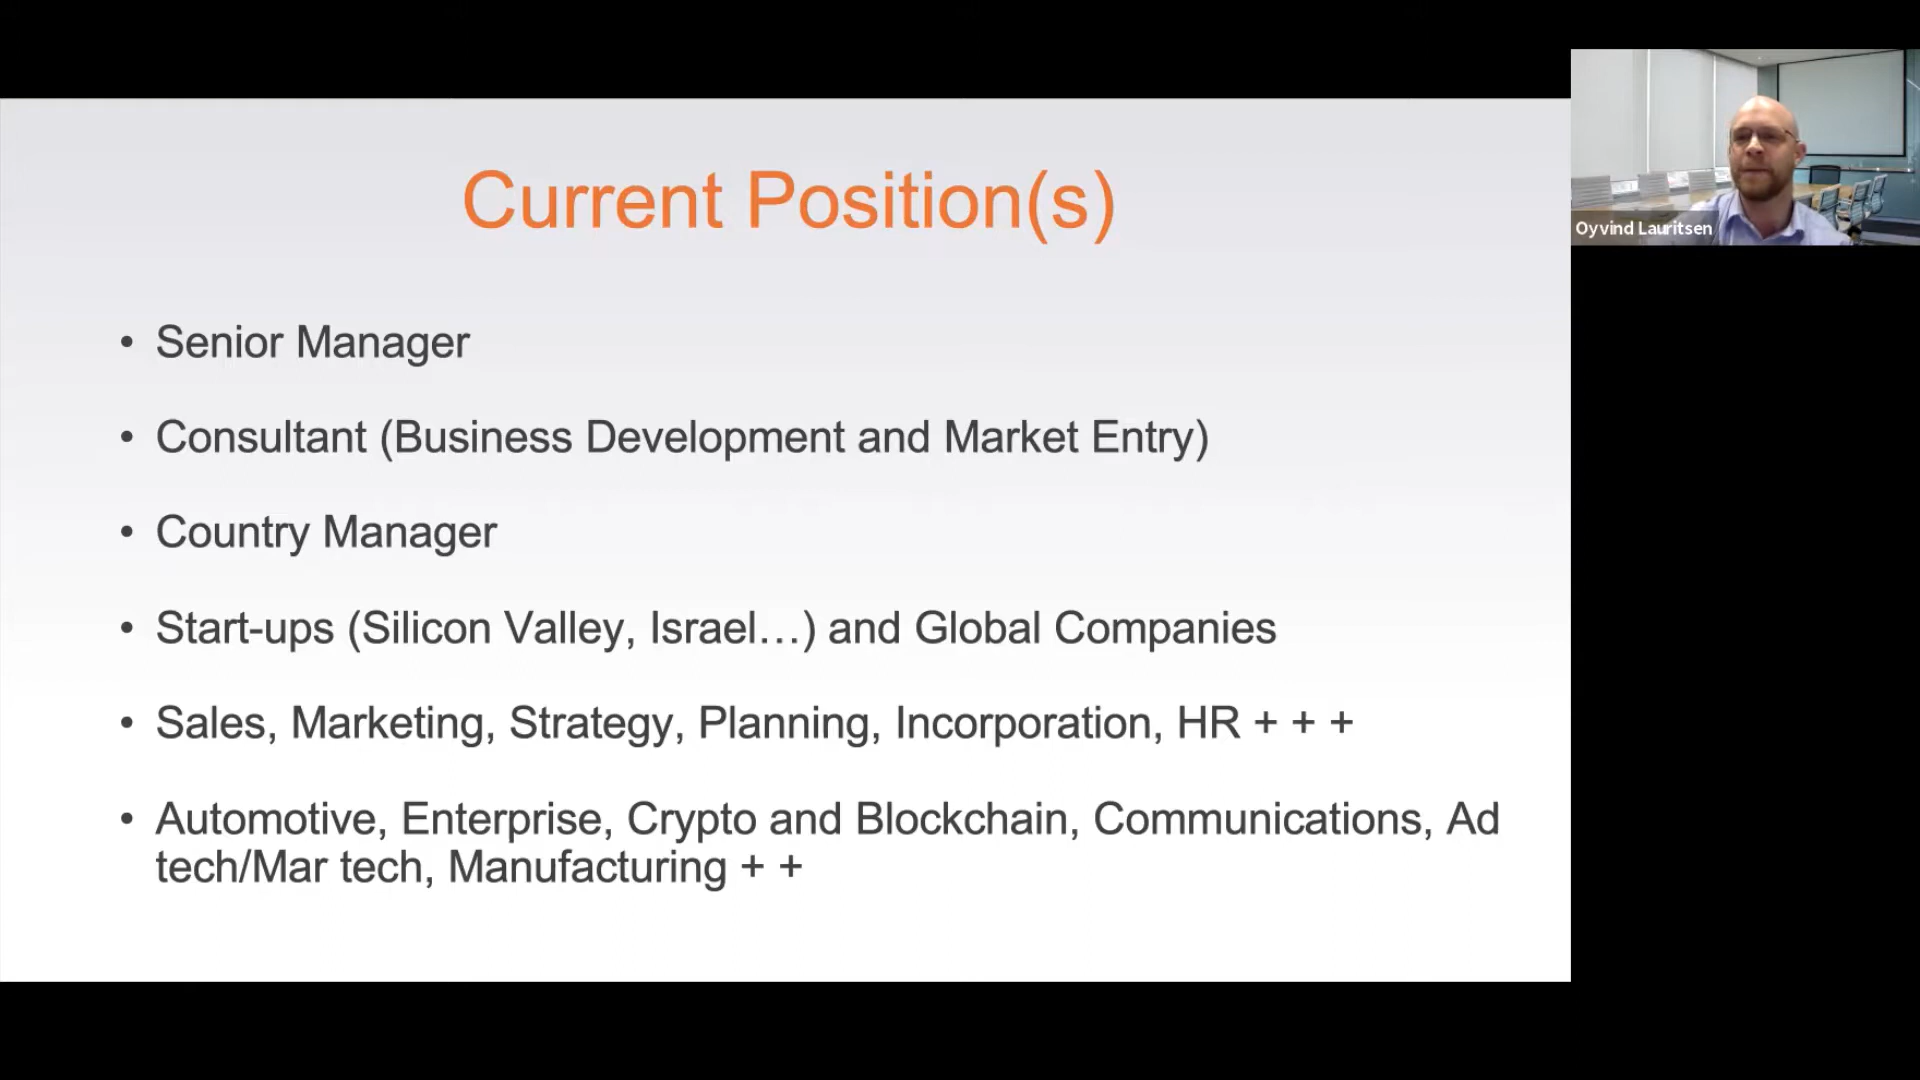 Current Position(s)
• Senior Manager
• Consultant (Business Development and Market Entry)
• Country Manager
• Start-ups (Silicon Valley, Israel…) and Global Companies
• Sales, Marketing, Strategy, Planning, Incorporation, HR + + +
• Automotive, Enterprise, Crypto and Blockchain, Communications, Ad
tech/Mar tech, Manufacturing + +
Oyvind Lauritsen